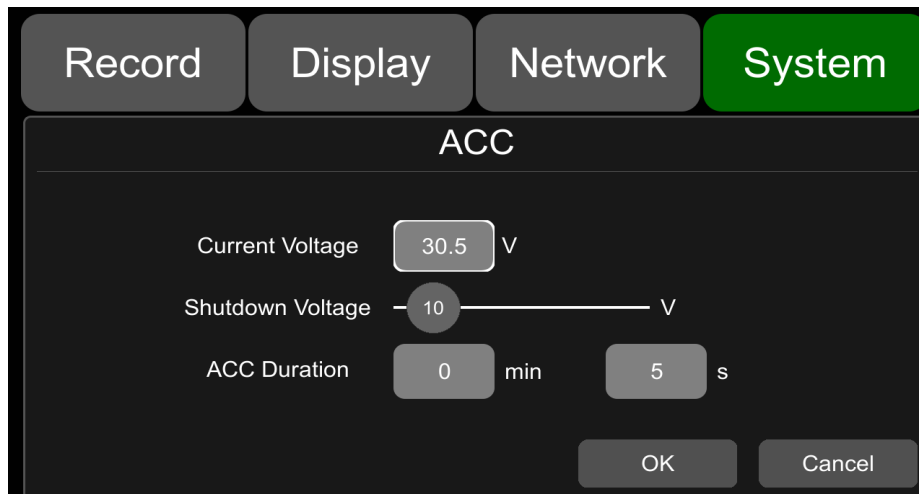 Record Display Network System
ACC
Current Voltage 30.5 V
Shutdown Voltage 10 V
ACC Duration 0 min 5 s
OK Cancel